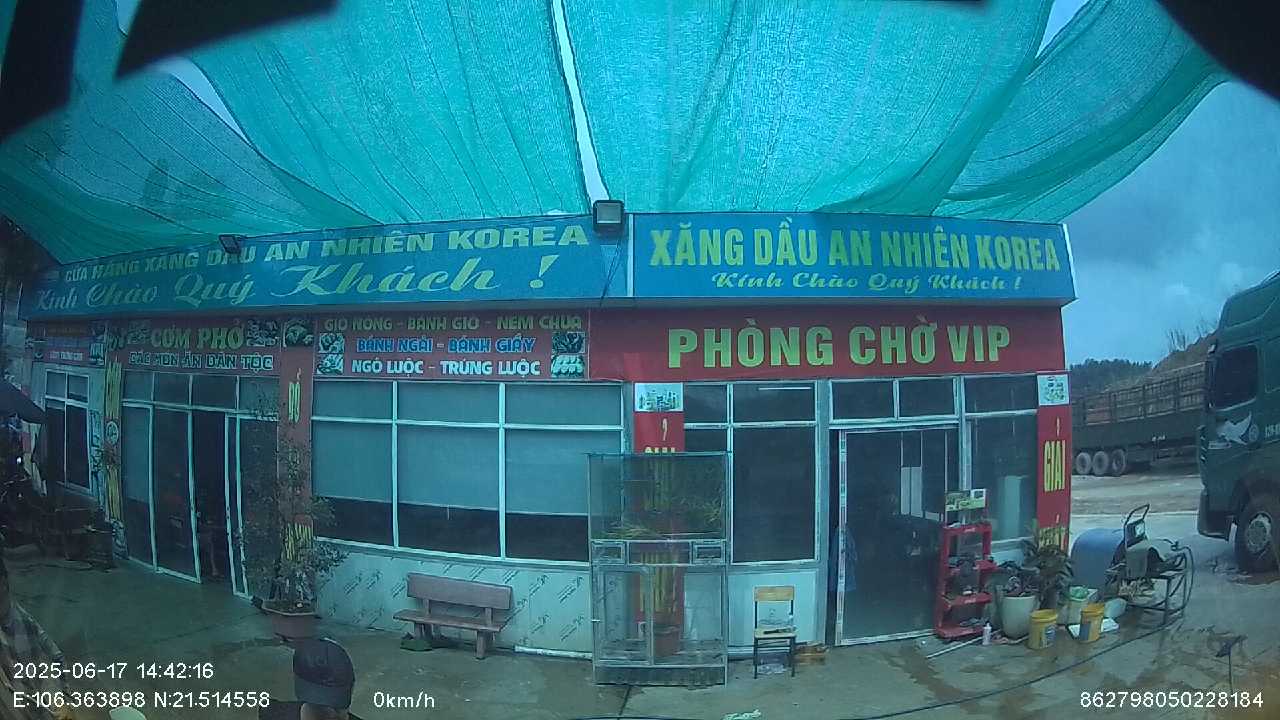 CỬA HÀNG XĂNG DẦU AN NHIÊN KOREA
Kính Chào Quý Khách !
XĂNG DẦU AN NHIÊN KOREA
Kính Chào Quý Khách !
CƠM PHỞ
CÁC MÓN ĂN DÂN TỘC
GIÒ NÓNG - BÁNH GIÒ - NEM CHUA
BÁNH NGẢI - BÁNH GIẦY
NGÔ LUỘC - TRỨNG LUỘC
PHÒNG CHỜ VIP
GIẢI
2025-06-17 14:42:16
E:106.363898 N:21.514558
0km/h
862798050228184